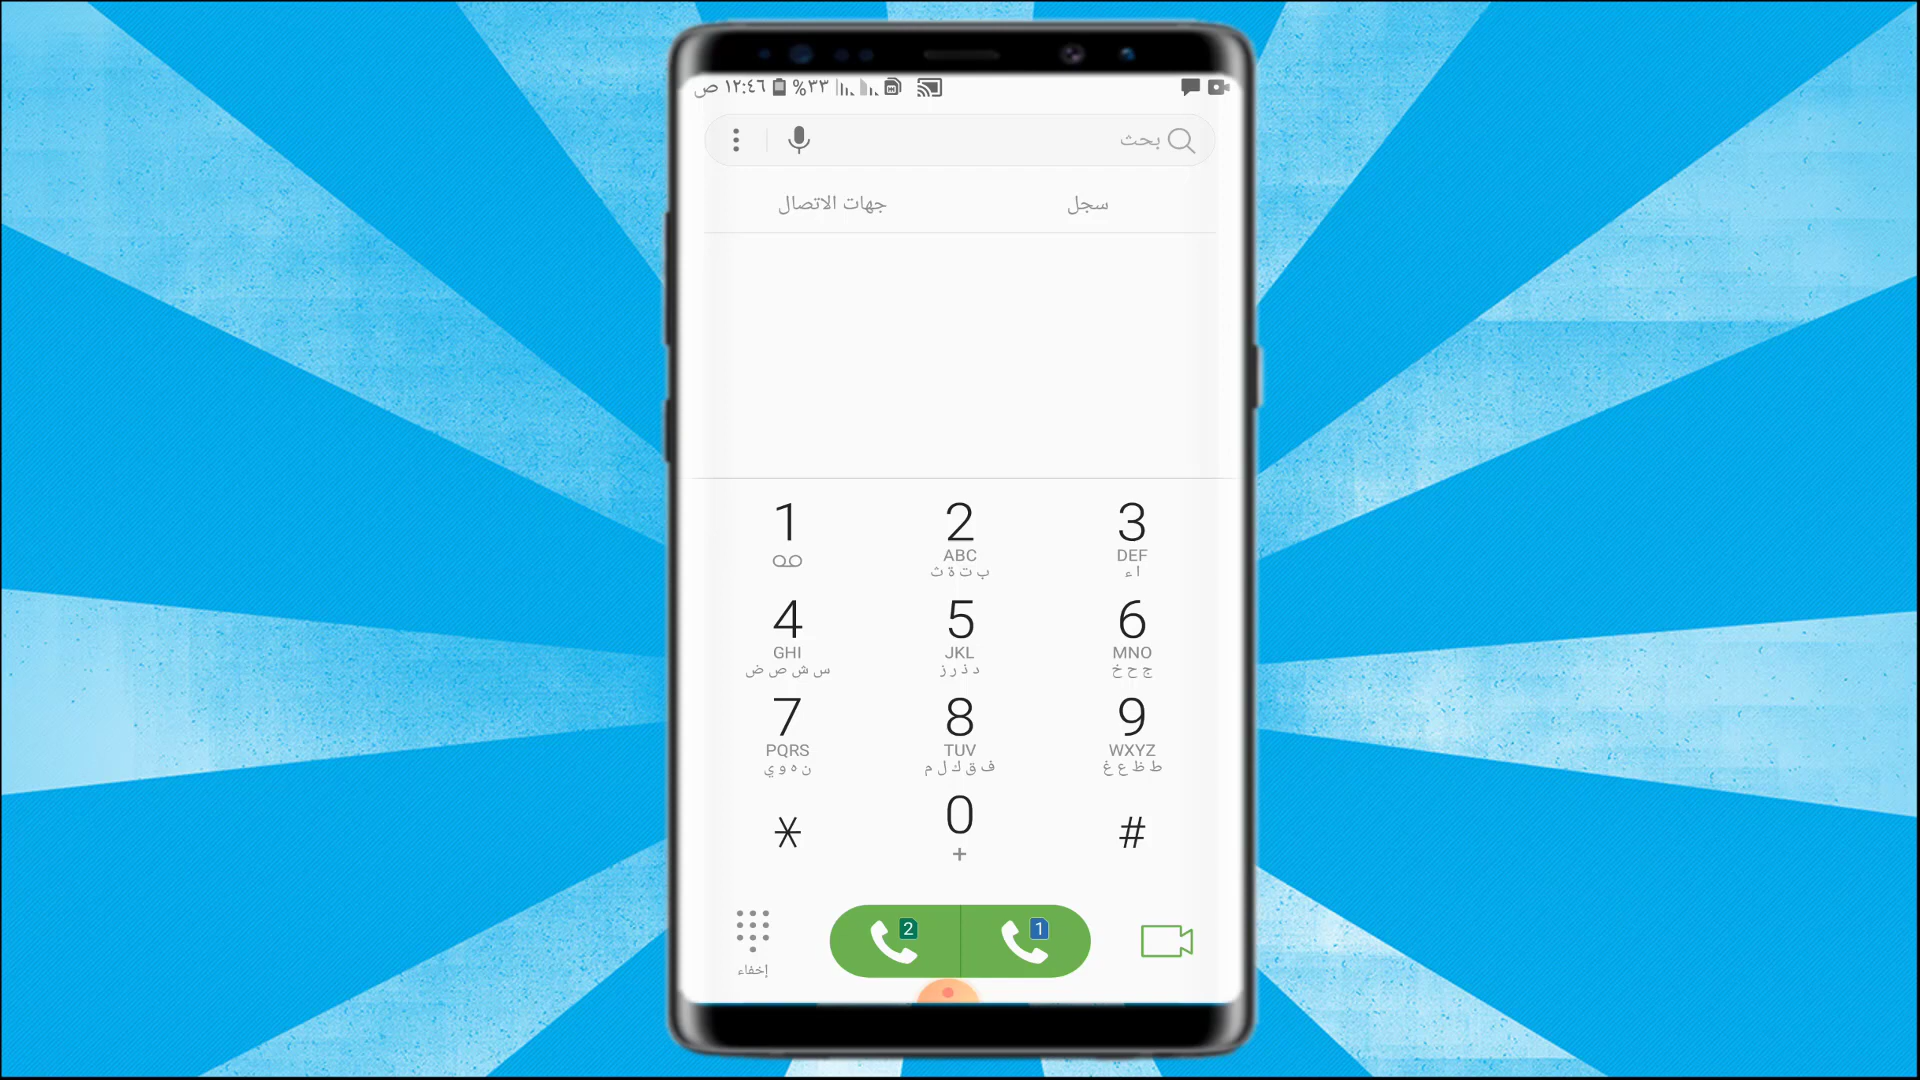 ١٢:٤٦ ص %٣٣
بحث
سجل
جهات الاتصال
1 2 3
ABC DEF
ب ت ة ث ا ء
4 5 6
GHI JKL MNO
س ش ص ض د ذ ر ز ج ح خ
7 8 9
PQRS TUV WXYZ
ن ه و ي ف ق ك ل م ط ظ ع غ
* 0 #
+
2 1
إخفاء